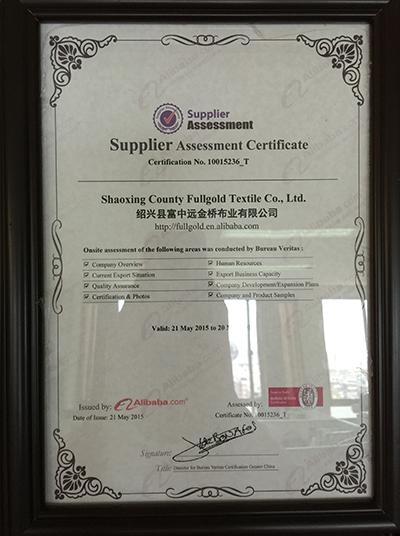 Supplier
Assessment
Supplier Assessment Certificate
Certification No. 10015236_T
Shaoxing County Fullgold Textile Co., Ltd.
绍兴县富中远金桥布业有限公司
http://fullgold.en.alibaba.com
Onsite assessment of the following areas was conducted by Bureau Veritas :
Company Overview
Human Resources
Current Export Situation
Export Business Capacity
Quality Assurance
Company Development/Expansion Plans
Certification & Photos
Company and Product Samples
Valid: 21 May 2015 to 20
Issued by: Alibaba.com
Assessed by:
Date of Issue: 21 May 2015
Certificate No. 10015236_T
Signature:
Title: Director for Bureau Veritas Certification Greater China